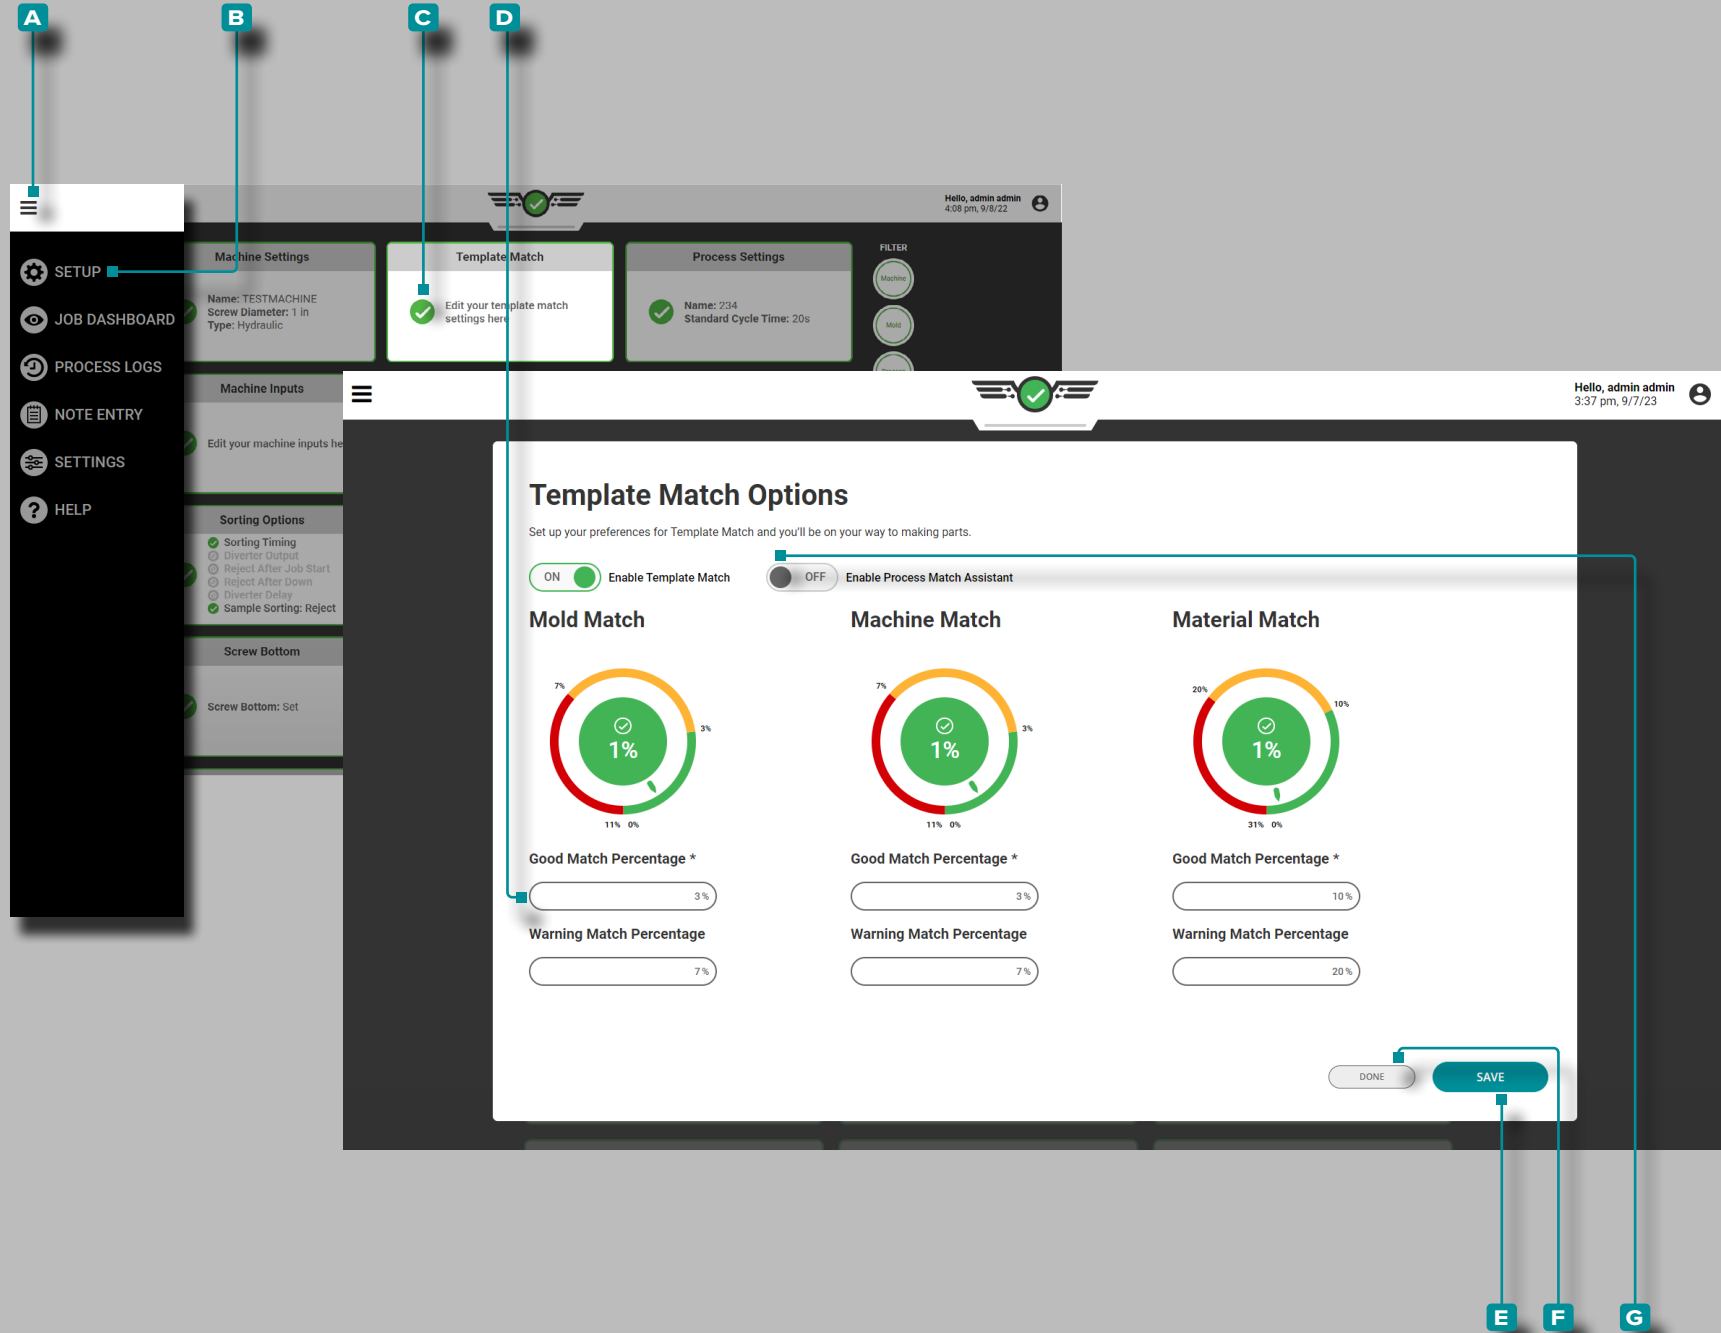 A B C D
Hello, admin admin
4:08 pm, 9/8/22
SETUP
JOB DASHBOARD
PROCESS LOGS
NOTE ENTRY
SETTINGS
HELP
Machine Settings
Name: TESTMACHINE
Screw Diameter: 1 in
Type: Hydraulic
Template Match
Edit your template match
settings here
Process Settings
Name: 234
Standard Cycle Time: 20s
FILTER
Machine
Mold
Machine Inputs
Edit your machine inputs he
Sorting Options
Sorting Timing
Diverter Output
Reject After Job Start
Reject After Down
Diverter Delay
Sample Sorting: Reject
Screw Bottom
Screw Bottom: Set
Hello, admin admin
3:37 pm, 9/7/23
Template Match Options
Set up your preferences for Template Match and you'll be on your way to making parts.
ON Enable Template Match OFF Enable Process Match Assistant
Mold Match
7%
3%
1%
11% 0%
Good Match Percentage *
3%
Warning Match Percentage
7%
Machine Match
7%
3%
1%
11% 0%
Good Match Percentage *
3%
Warning Match Percentage
7%
Material Match
20%
10%
1%
31% 0%
Good Match Percentage *
10%
Warning Match Percentage
20%
DONE SAVE
E F G